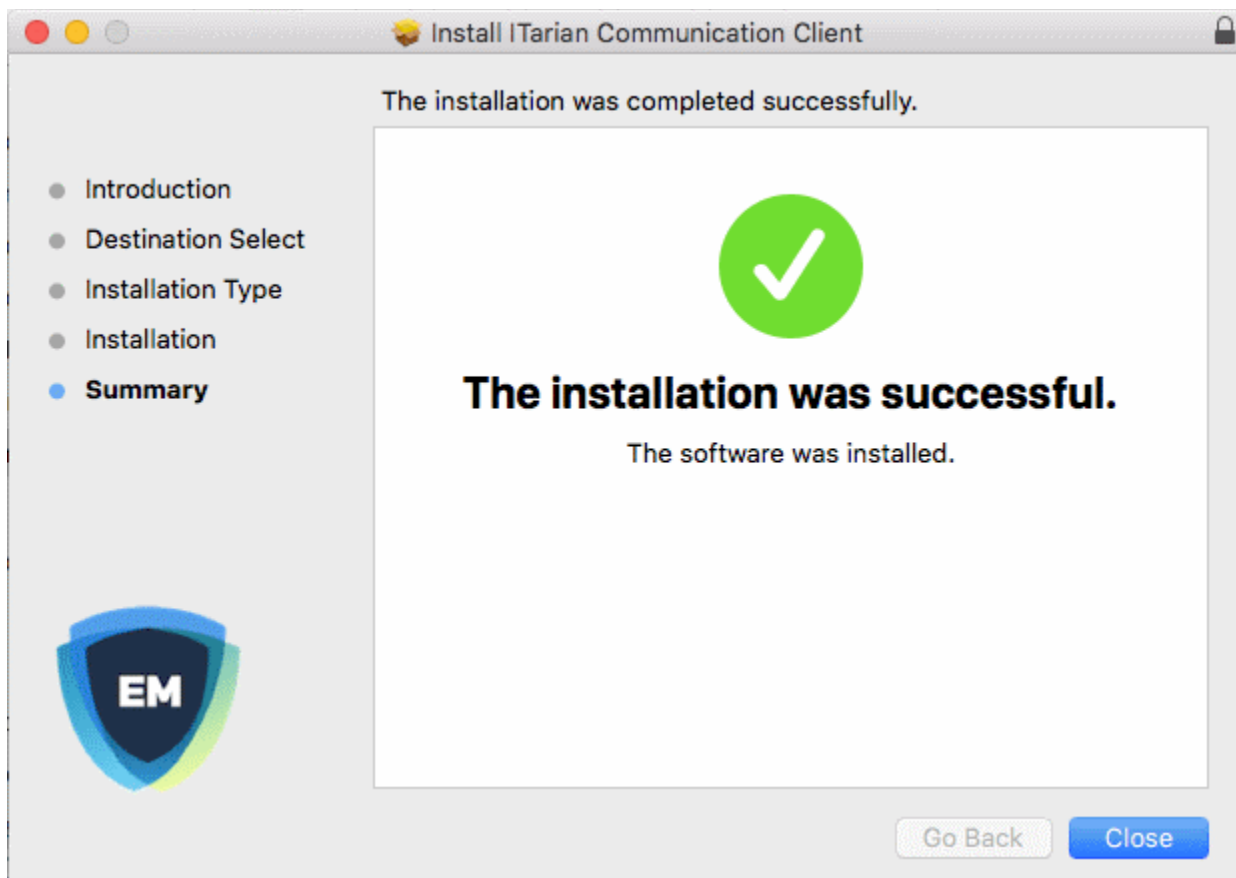 Install ITarian Communication Client
The installation was completed successfully.
Introduction
Destination Select
Installation Type
Installation
Summary
The installation was successful.
The software was installed.
EM
Go Back
Close